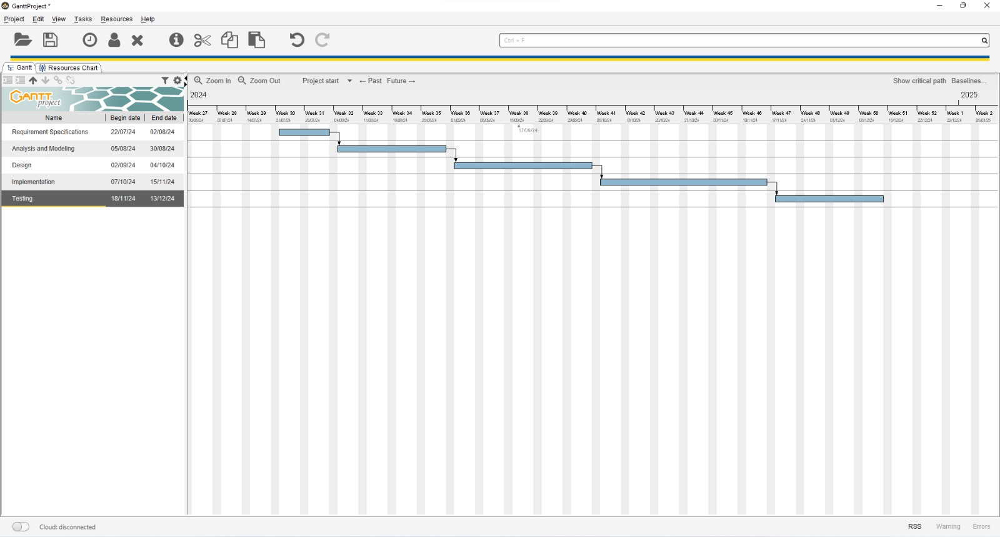 GanttProject *
Project Edit View Tasks Resources Help
Ctrl + F
Gantt Resources Chart
Zoom In Zoom Out Project start ← Past Future → Show critical path Baselines...
GANTT project
2024 2025
Name Begin date End date
Week 27 Week 28 Week 29 Week 30 Week 31 Week 32 Week 33 Week 34 Week 35 Week 36 Week 37 Week 38 Week 39 Week 40 Week 41 Week 42 Week 43 Week 44 Week 45 Week 46 Week 47 Week 48 Week 49 Week 50 Week 51 Week 52 Week 1 Week 2
30/06/24 07/07/24 14/07/24 21/07/24 28/07/24 04/08/24 11/08/24 18/08/24 25/08/24 01/09/24 08/09/24 15/09/24 22/09/24 29/09/24 06/10/24 13/10/24 20/10/24 27/10/24 03/11/24 10/11/24 17/11/24 24/11/24 01/12/24 08/12/24 15/12/24 22/12/24 29/12/24 05/01/25
Requirement Specifications 22/07/24 02/08/24
17/09/24
Analysis and Modeling 05/08/24 30/08/24
Design 02/09/24 04/10/24
Implementation 07/10/24 15/11/24
Testing 18/11/24 13/12/24
Cloud: disconnected RSS Warning Errors